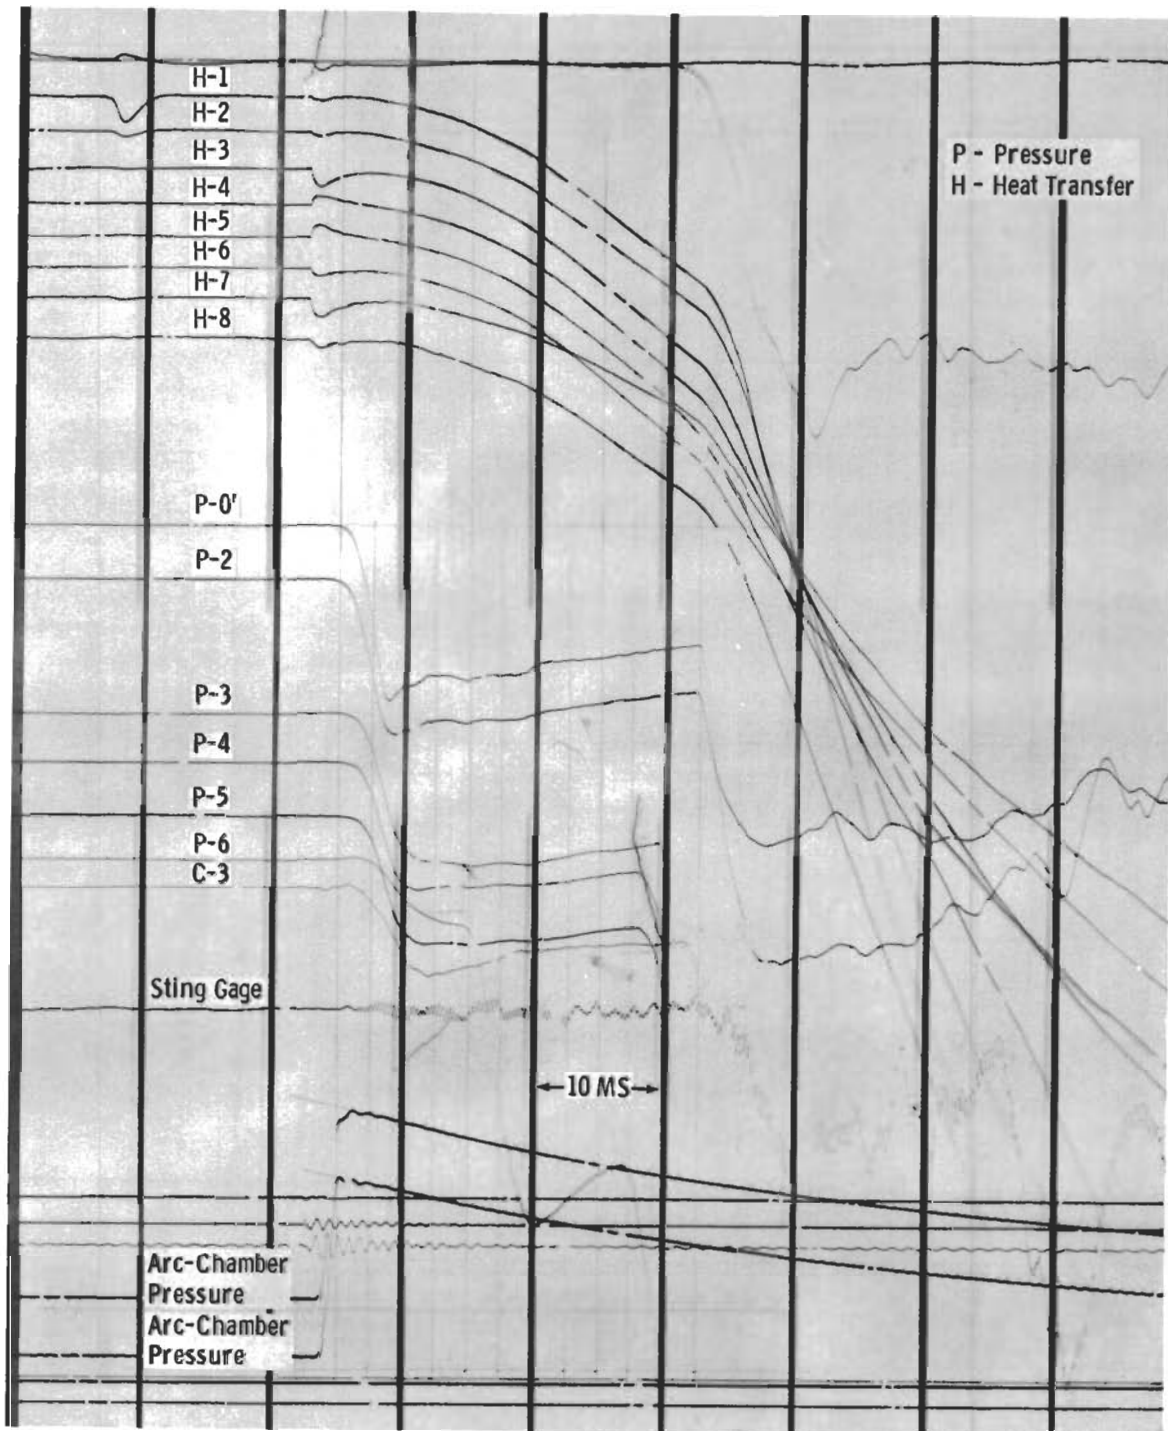 H-1
H-2
H-3
H-4
H-5
H-6
H-7
H-8
P - Pressure
H - Heat Transfer
P-0'
P-2
P-3
P-4
P-5
P-6
C-3
Sting Gage
10 MS
Arc-Chamber
Pressure
Arc-Chamber
Pressure